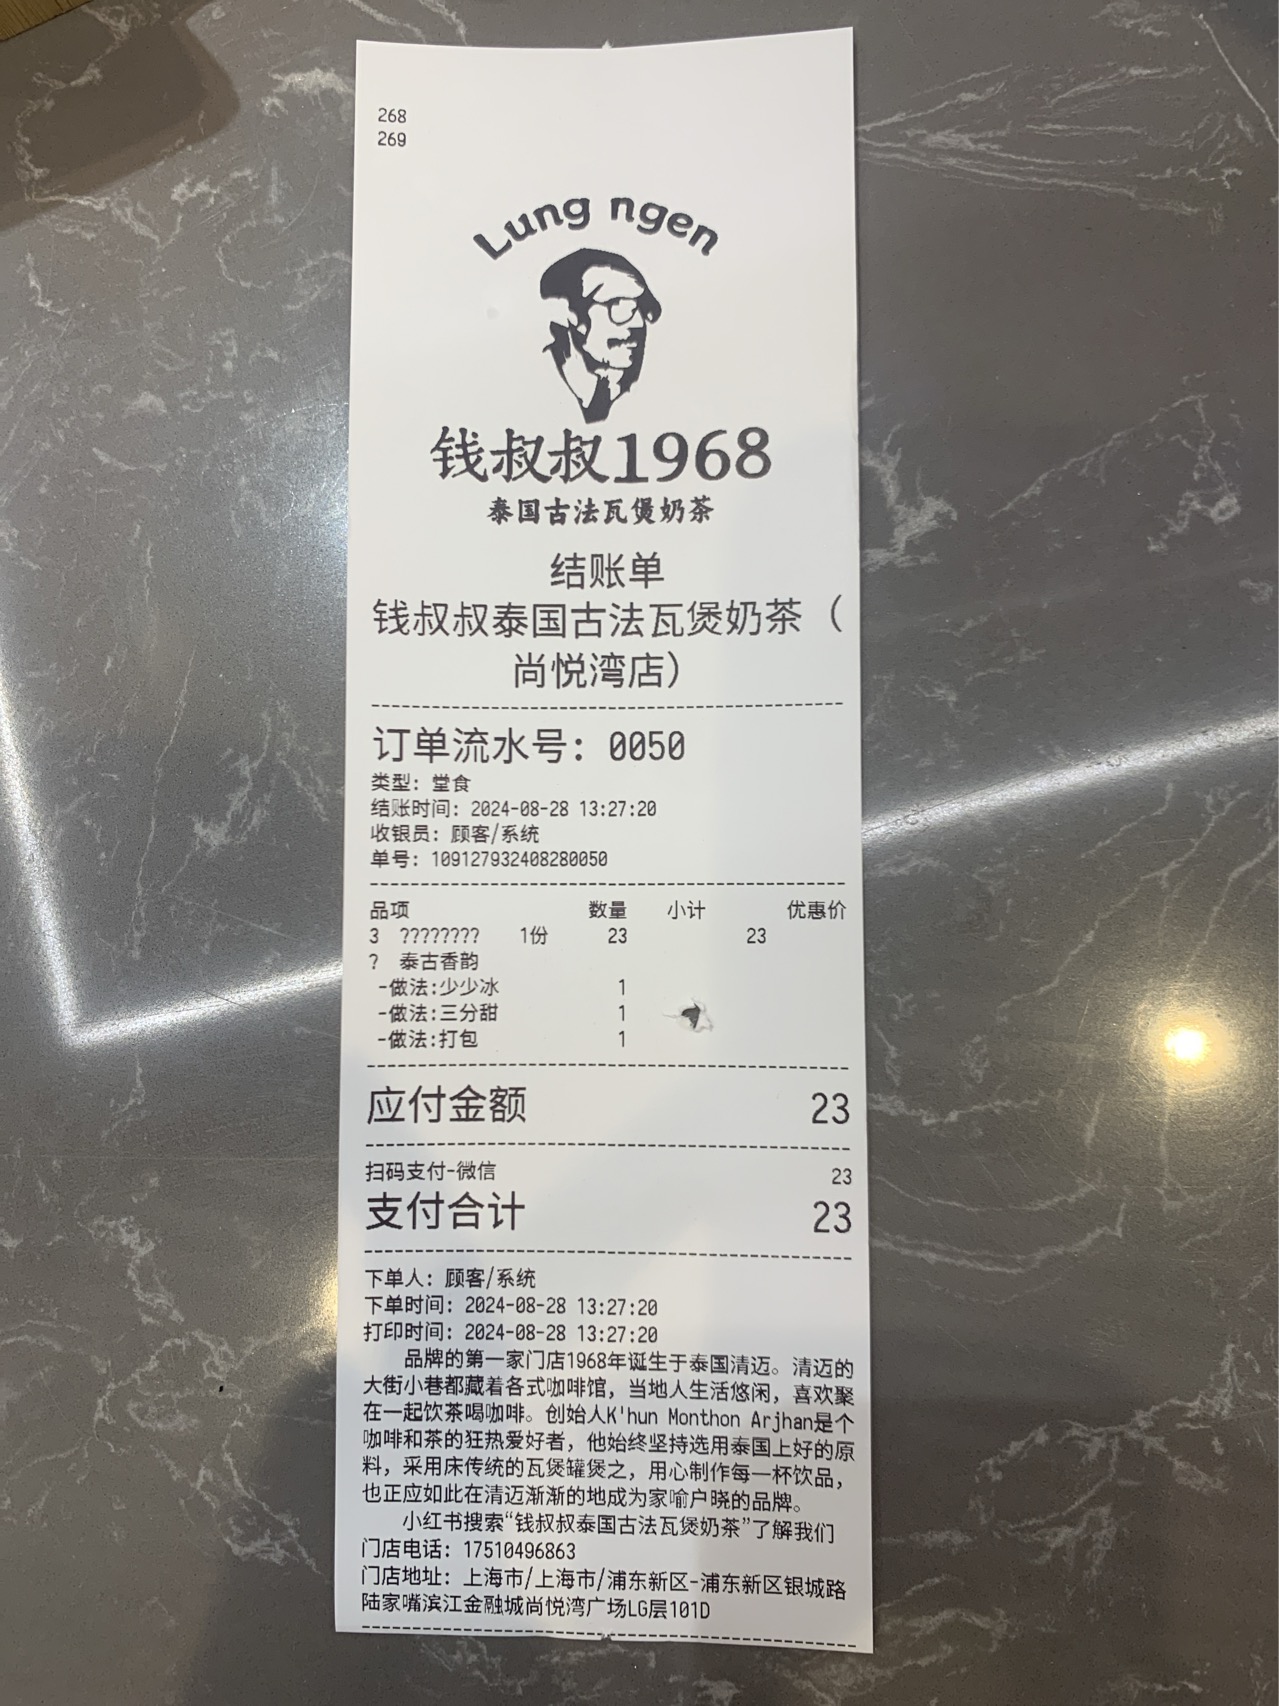 268
269
Lung ngen
钱叔叔1968
泰国古法瓦煲奶茶
结账单
钱叔叔泰国古法瓦煲奶茶（
尚悦湾店）
订单流水号: 0050
类型: 堂食
结账时间: 2024-08-28 13:27:20
收银员: 顾客/系统
单号: 109127932408280050
品项 数量 小计 优惠价
3 ???????? 1份 23 23
? 泰古香韵
-做法:少少冰 1
-做法:三分甜 1
-做法:打包 1
应付金额 23
扫码支付-微信 23
支付合计 23
下单人: 顾客/系统
下单时间: 2024-08-28 13:27:20
打印时间: 2024-08-28 13:27:20
品牌的第一家门店1968年诞生于泰国清迈。清迈的
大街小巷都藏着各式咖啡馆，当地人生活悠闲，喜欢聚
在一起饮茶喝咖啡。创始人K'hun Monthon Arjhan是个
咖啡和茶的狂热爱好者，他始终坚持选用泰国上好的原
料，采用床传统的瓦煲罐煲之，用心制作每一杯饮品，
也正应如此在清迈渐渐的地成为家喻户晓的品牌。
小红书搜索“钱叔叔泰国古法瓦煲奶茶”了解我们
门店电话: 17510496863
门店地址: 上海市/上海市/浦东新区-浦东新区银城路
陆家嘴滨江金融城尚悦湾广场LG层101D